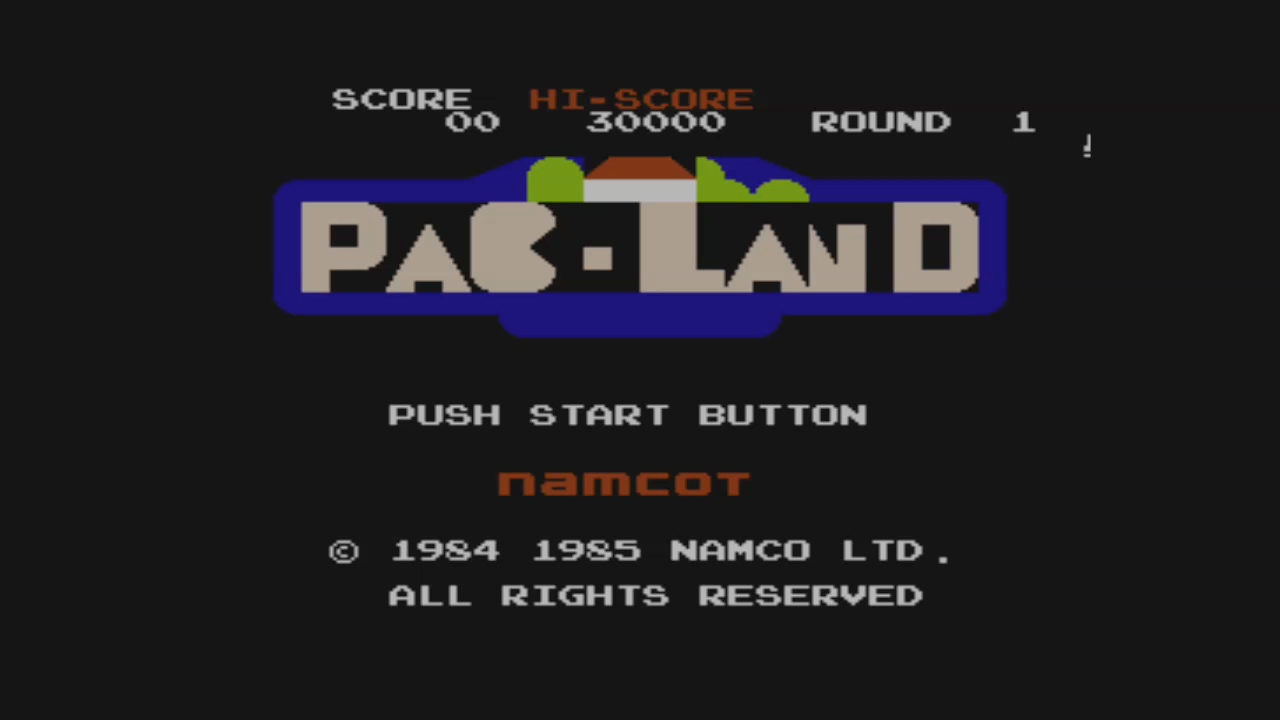 SCORE HI-SCORE
00 30000 ROUND 1
PAC-LAND
PUSH START BUTTON
namcot
© 1984 1985 NAMCO LTD.
ALL RIGHTS RESERVED